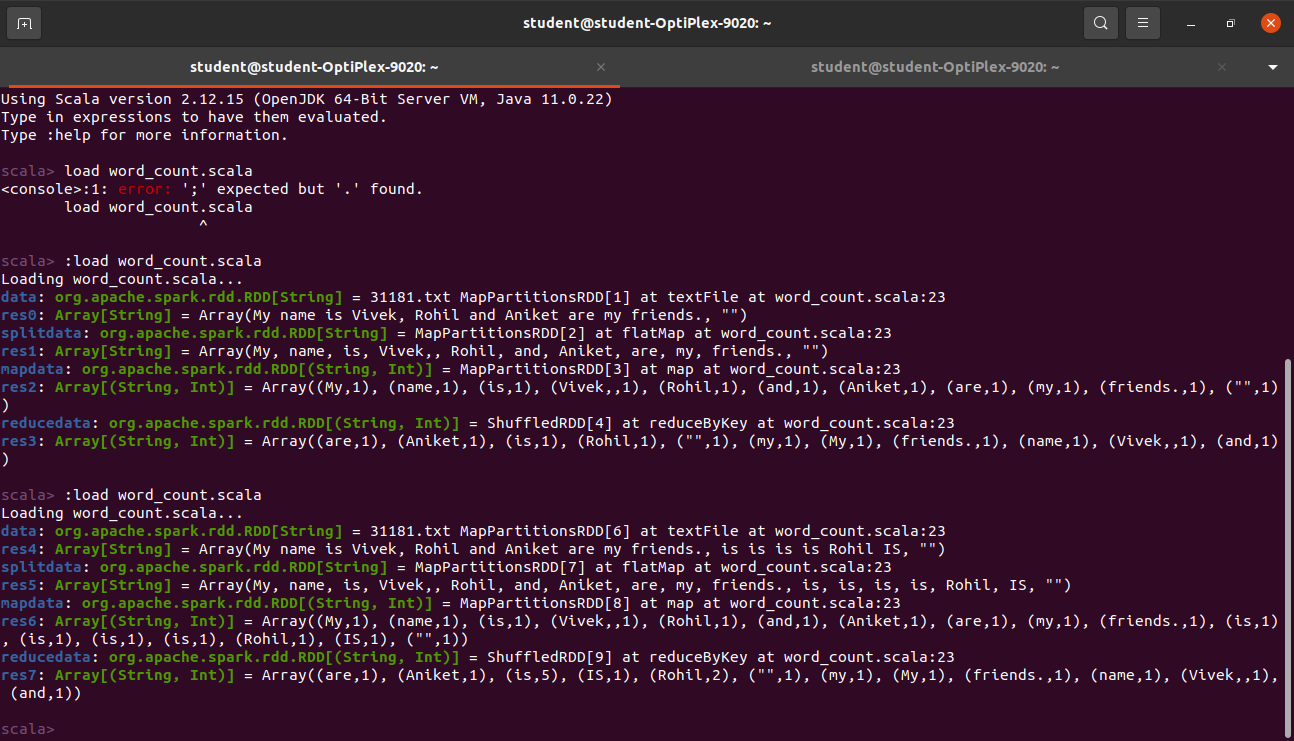 student@student-OptiPlex-9020: ~
student@student-OptiPlex-9020: ~
student@student-OptiPlex-9020: ~
Using Scala version 2.12.15 (OpenJDK 64-Bit Server VM, Java 11.0.22)
Type in expressions to have them evaluated.
Type :help for more information.
scala> load word_count.scala
<console>:1: error: ';' expected but '.' found.
       load word_count.scala
                      ^
scala> :load word_count.scala
Loading word_count.scala...
data: org.apache.spark.rdd.RDD[String] = 31181.txt MapPartitionsRDD[1] at textFile at word_count.scala:23
res0: Array[String] = Array(My name is Vivek, Rohil and Aniket are my friends., "")
splitdata: org.apache.spark.rdd.RDD[String] = MapPartitionsRDD[2] at flatMap at word_count.scala:23
res1: Array[String] = Array(My, name, is, Vivek,, Rohil, and, Aniket, are, my, friends., "")
mapdata: org.apache.spark.rdd.RDD[(String, Int)] = MapPartitionsRDD[3] at map at word_count.scala:23
res2: Array[(String, Int)] = Array((My,1), (name,1), (is,1), (Vivek,,1), (Rohil,1), (and,1), (Aniket,1), (are,1), (my,1), (friends.,1), ("",1)
)
reducedata: org.apache.spark.rdd.RDD[(String, Int)] = ShuffledRDD[4] at reduceByKey at word_count.scala:23
res3: Array[(String, Int)] = Array((are,1), (Aniket,1), (is,1), (Rohil,1), ("",1), (my,1), (My,1), (friends.,1), (name,1), (Vivek,,1), (and,1)
)
scala> :load word_count.scala
Loading word_count.scala...
data: org.apache.spark.rdd.RDD[String] = 31181.txt MapPartitionsRDD[6] at textFile at word_count.scala:23
res4: Array[String] = Array(My name is Vivek, Rohil and Aniket are my friends., is is is is Rohil IS, "")
splitdata: org.apache.spark.rdd.RDD[String] = MapPartitionsRDD[7] at flatMap at word_count.scala:23
res5: Array[String] = Array(My, name, is, Vivek,, Rohil, and, Aniket, are, my, friends., is, is, is, is, Rohil, IS, "")
mapdata: org.apache.spark.rdd.RDD[(String, Int)] = MapPartitionsRDD[8] at map at word_count.scala:23
res6: Array[(String, Int)] = Array((My,1), (name,1), (is,1), (Vivek,,1), (Rohil,1), (and,1), (Aniket,1), (are,1), (my,1), (friends.,1), (is,1)
, (is,1), (is,1), (is,1), (Rohil,1), (IS,1), ("",1))
reducedata: org.apache.spark.rdd.RDD[(String, Int)] = ShuffledRDD[9] at reduceByKey at word_count.scala:23
res7: Array[(String, Int)] = Array((are,1), (Aniket,1), (is,5), (IS,1), (Rohil,2), ("",1), (my,1), (My,1), (friends.,1), (name,1), (Vivek,,1),
 (and,1))
scala>